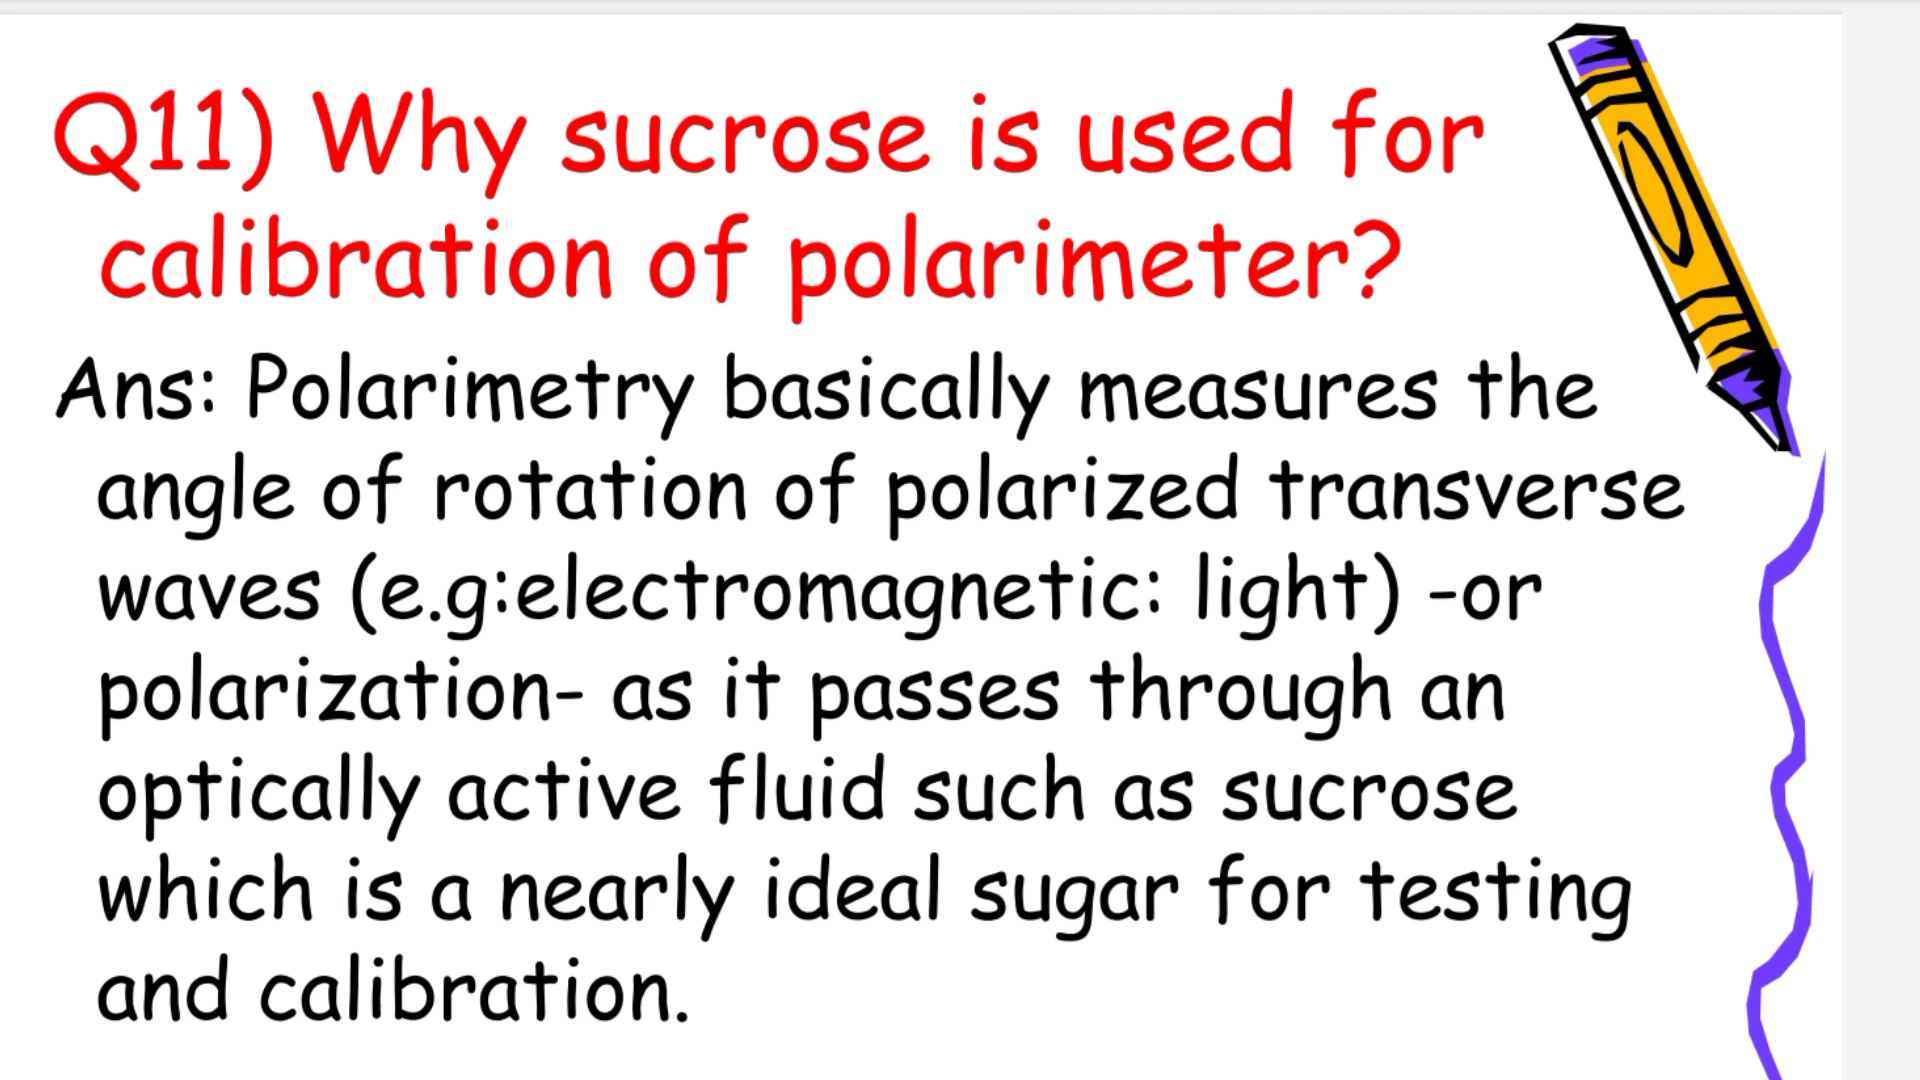 Q11) Why sucrose is used for
calibration of polarimeter?
Ans: Polarimetry basically measures the
angle of rotation of polarized transverse
waves (e.g:electromagnetic: light) -or
polarization- as it passes through an
optically active fluid such as sucrose
which is a nearly ideal sugar for testing
and calibration.